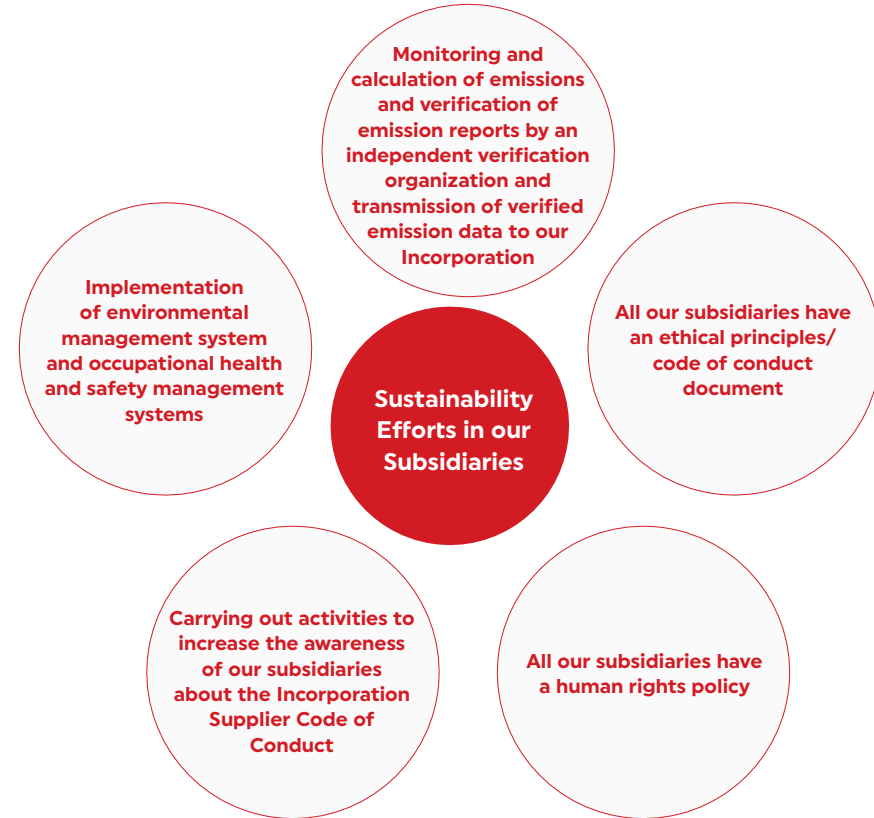 Monitoring and
calculation of emissions
and verification of
emission reports by an
independent verification
organization and
transmission of verified
emission data to our
Incorporation
Implementation
of environmental
management system
and occupational health
and safety management
systems
All our subsidiaries have
an ethical principles/
code of conduct
document
Sustainability
Efforts in our
Subsidiaries
Carrying out activities to
increase the awareness
of our subsidiaries
about the Incorporation
Supplier Code of
Conduct
All our subsidiaries have
a human rights policy